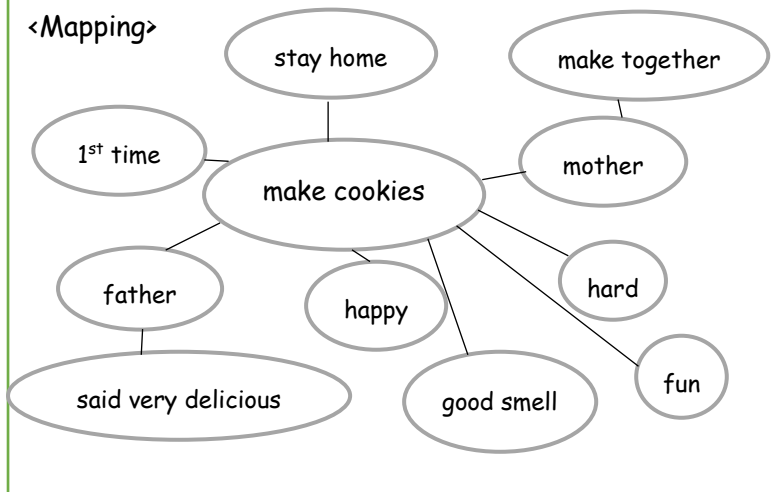 <Mapping>
stay home
make together
1st time
mother
make cookies
hard
father
happy
fun
said very delicious
good smell